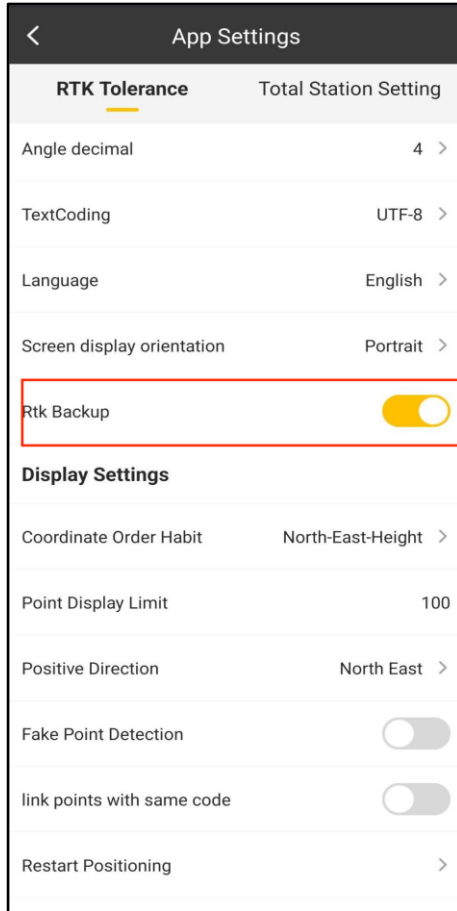 App Settings
RTK Tolerance Total Station Setting
Angle decimal 4
TextCoding UTF-8
Language English
Screen display orientation Portrait
Rtk Backup
Display Settings
Coordinate Order Habit North-East-Height
Point Display Limit 100
Positive Direction North East
Fake Point Detection
link points with same code
Restart Positioning